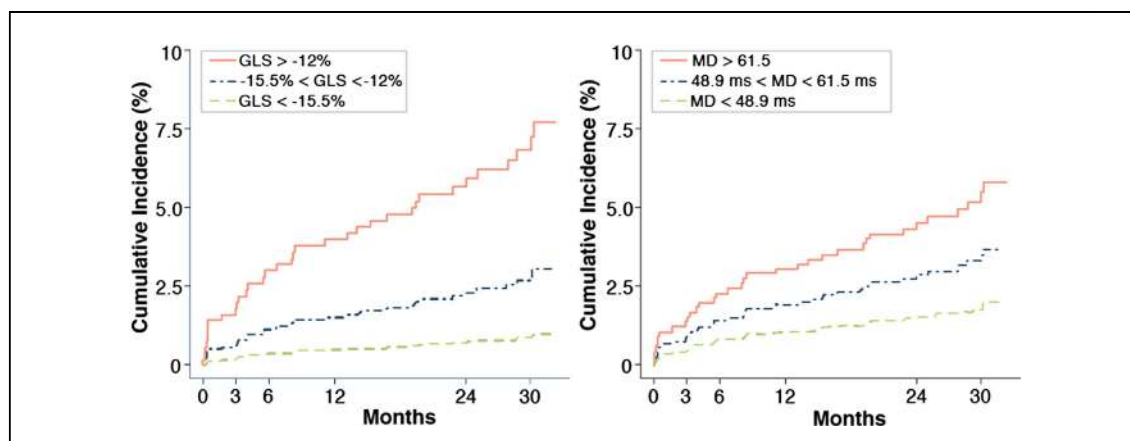 10
7.5
5.0
2.5
0
Cumulative Incidence (%)
GLS > -12%
-15.5% < GLS <-12%
GLS < -15.5%
0 3 6 12 24 30
Months
10
7.5
5.0
2.5
0
Cumulative Incidence (%)
MD > 61.5
48.9 ms < MD < 61.5 ms
MD < 48.9 ms
0 3 6 12 24 30
Months